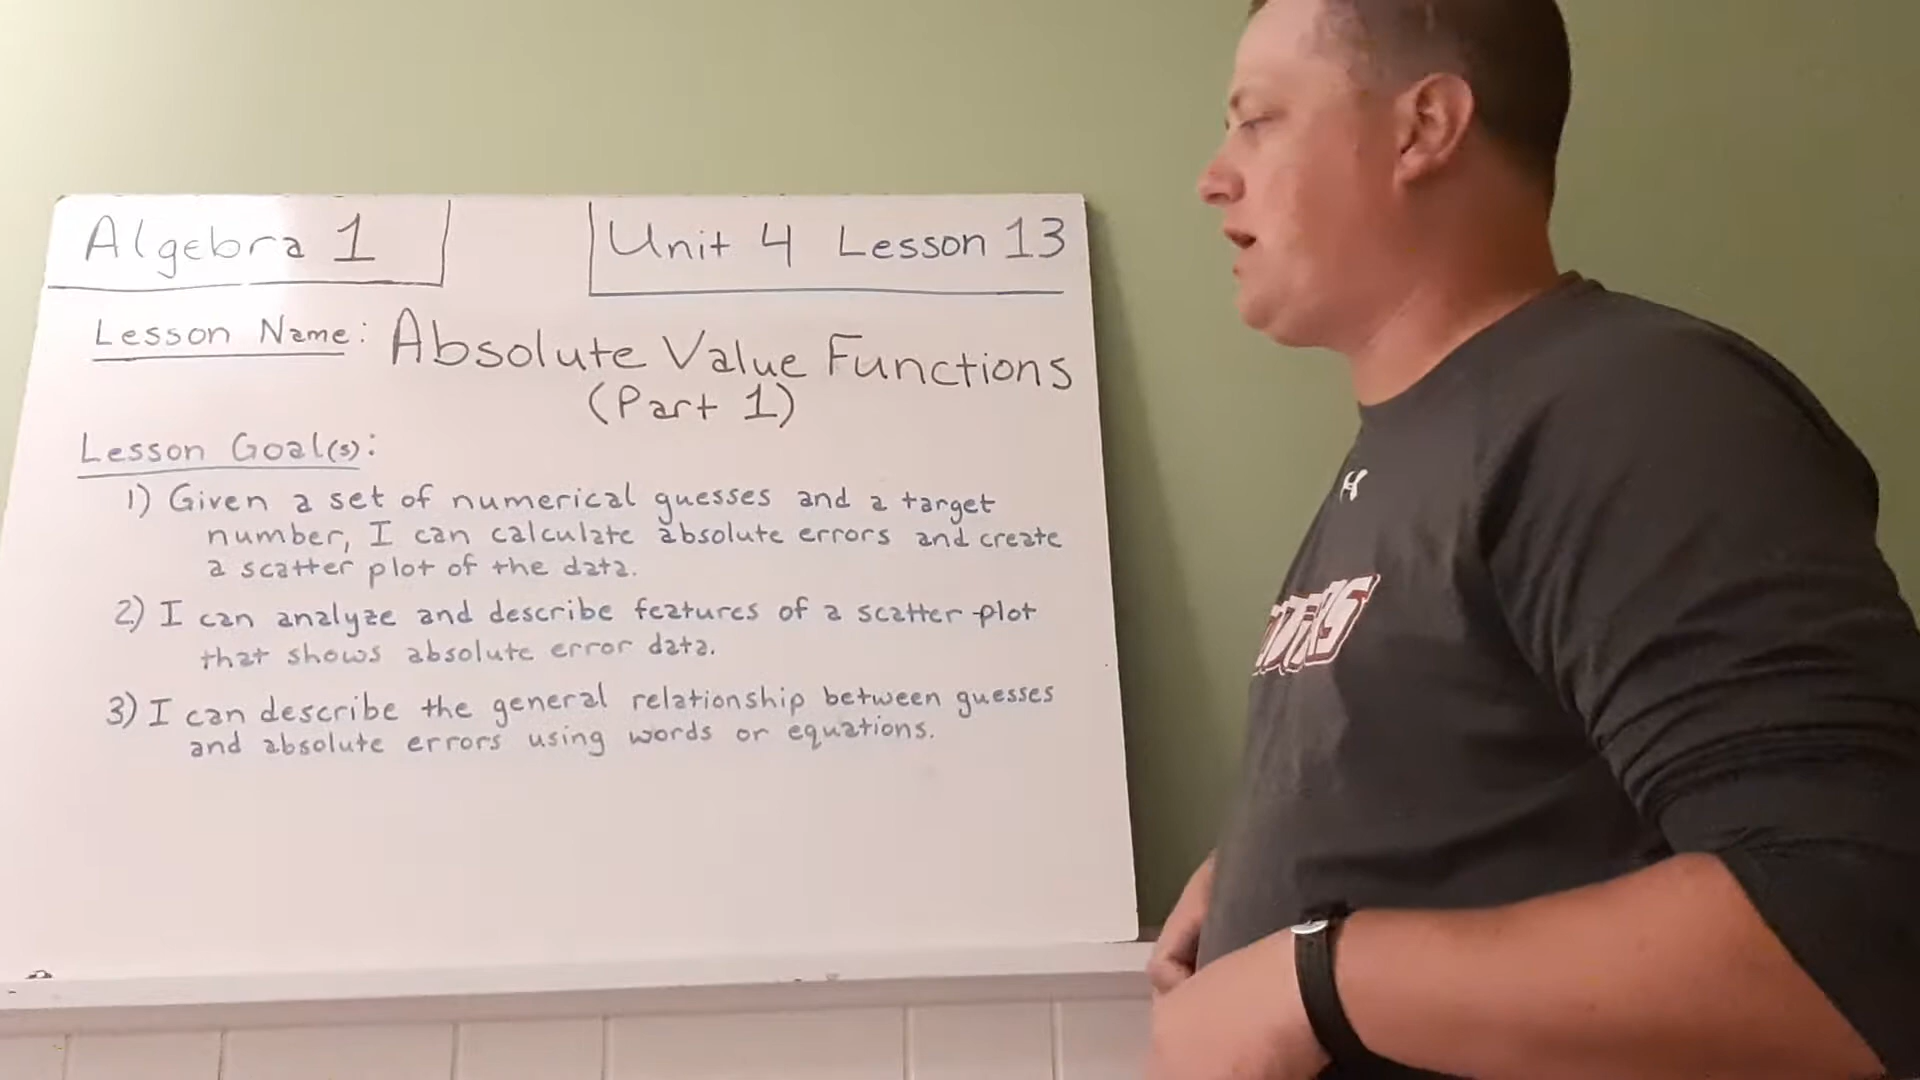 Algebra 1
Unit 4 Lesson 13
Lesson Name: Absolute Value Functions
(Part 1)
Lesson Goal(s):
1) Given a set of numerical guesses and a target
number, I can calculate absolute errors and create
a scatter plot of the data.
2) I can analyze and describe features of a scatter plot
that shows absolute error data.
3) I can describe the general relationship between guesses
and absolute errors using words or equations.